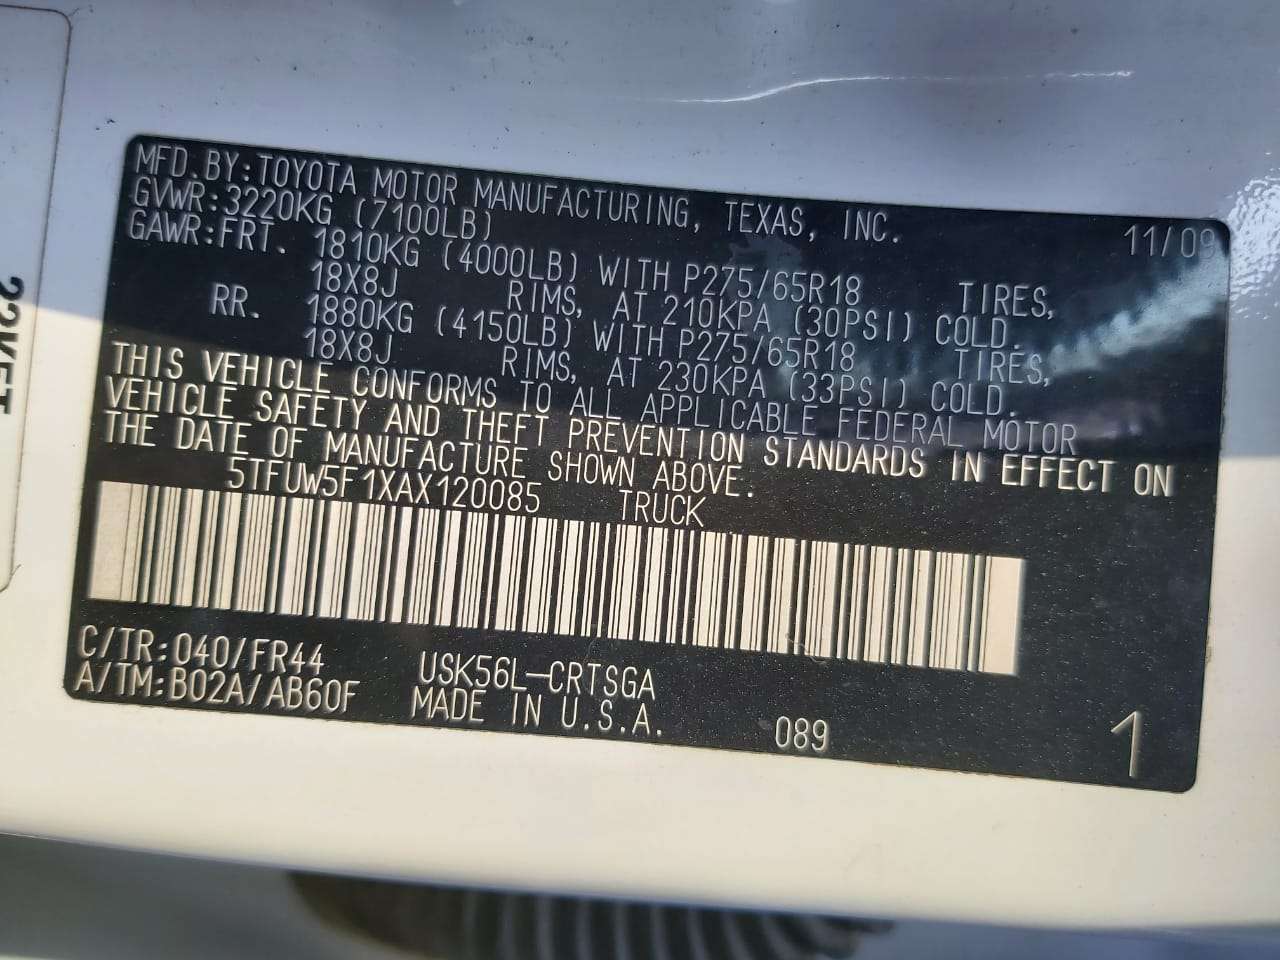 MFD.BY:TOYOTA MOTOR MANUFACTURING, TEXAS, INC. 11/09
GVWR:3220KG (7100LB)
GAWR:FRT. 1810KG (4000LB) WITH P275/65R18 TIRES,
18X8J RIMS, AT 210KPA (30PSI) COLD.
RR. 1880KG (4150LB) WITH P275/65R18 TIRES,
18X8J RIMS, AT 230KPA (33PSI) COLD.
THIS VEHICLE CONFORMS TO ALL APPLICABLE FEDERAL MOTOR
VEHICLE SAFETY AND THEFT PREVENTION STANDARDS IN EFFECT ON
THE DATE OF MANUFACTURE SHOWN ABOVE.
5TFUW5F1XAX120085 TRUCK
C/TR:040/FR44 USK56L-CRTSGA
A/TM:B02A/AB60F MADE IN U.S.A. 089 1